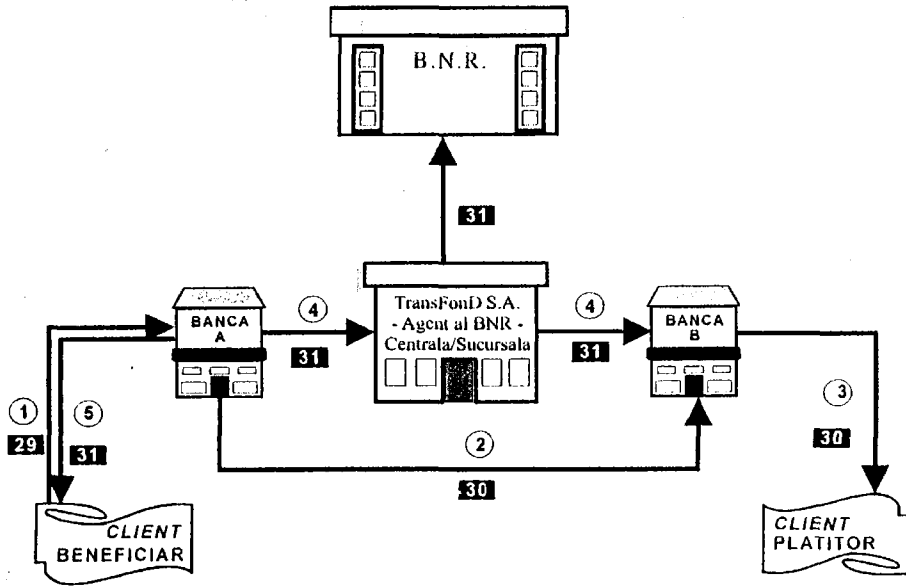 B.N.R.
31
TransFonD S.A.
- Agent al BNR -
Centrala/Sucursala
BANCA
A
4
31
4
31
BANCA
B
1
29
5
31
2
30
3
30
CLIENT
BENEFICIAR
CLIENT
PLATITOR